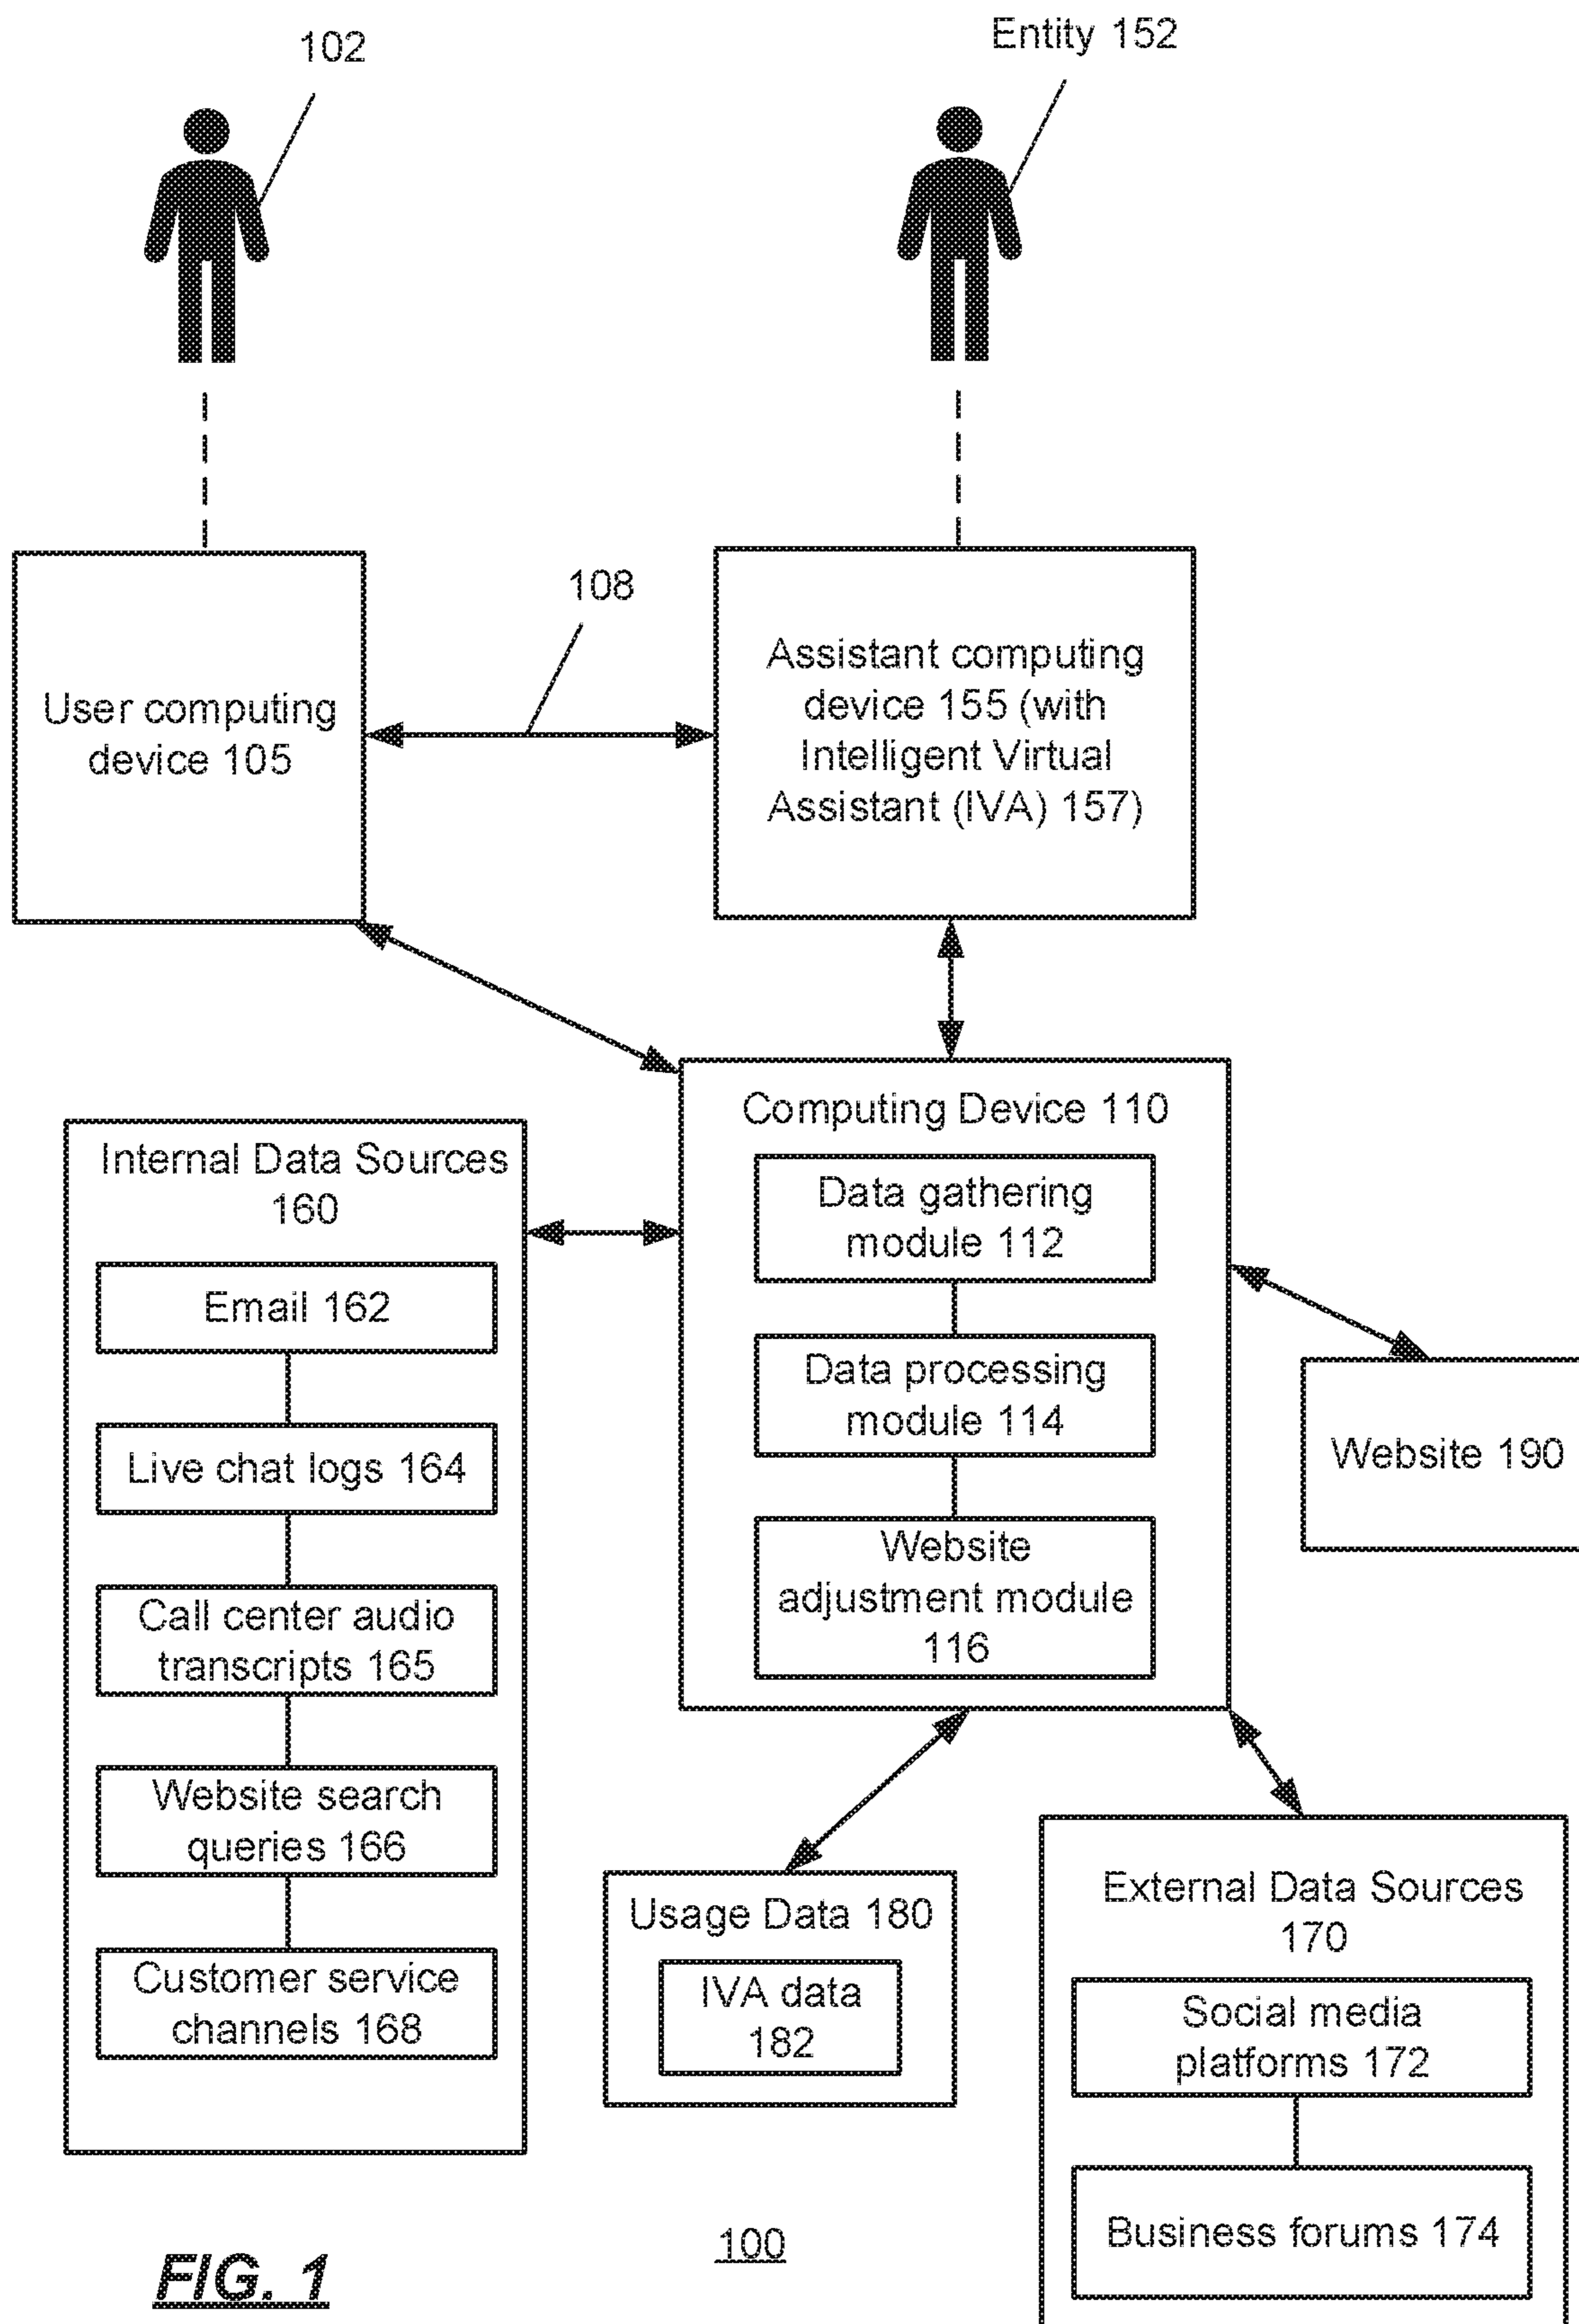 102
Entity 152
108
User computing
device 105
Assistant computing
device 155 (with
Intelligent Virtual
Assistant (IVA) 157)
Computing Device 110
Data gathering
module 112
Data processing
module 114
Website
adjustment module
116
Internal Data Sources
160
Email 162
Live chat logs 164
Call center audio
transcripts 165
Website search
queries 166
Customer service
channels 168
Website 190
Usage Data 180
IVA data
182
External Data Sources
170
Social media
platforms 172
Business forums 174
100
FIG. 1